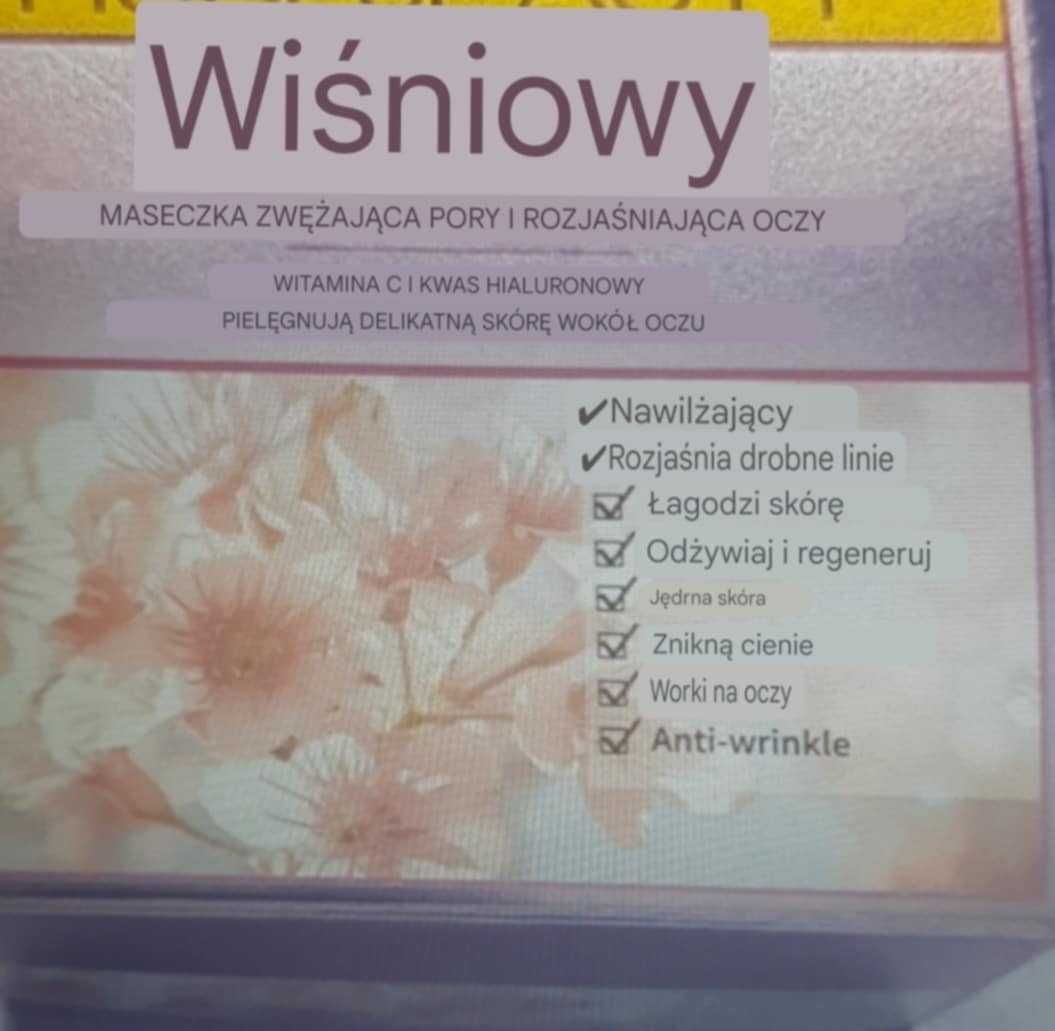 Wiśniowy
MASECZKA ZWĘŻAJĄCA PORY I ROZJAŚNIAJĄCA OCZY
WITAMINA C I KWAS HIALURONOWY
PIELĘGNUJĄ DELIKATNĄ SKÓRĘ WOKÓŁ OCZU
✔Nawilżający
✔Rozjaśnia drobne linie
Łagodzi skórę
Odżywiaj i regeneruj
Jędrna skóra
Znikną cienie
Worki na oczy
Anti-wrinkle